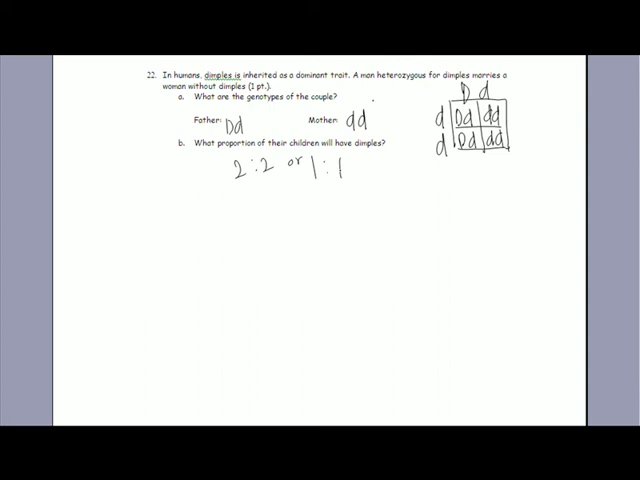 22. In humans, dimples is inherited as a dominant trait. A man heterozygous for dimples marries a
woman without dimples (1 pt.)
a. What are the genotypes of the couple?
Father: Dd Mother: dd
b. What proportion of their children will have dimples?
2:2 or 1:1
D d
d Dd dd
d Dd dd